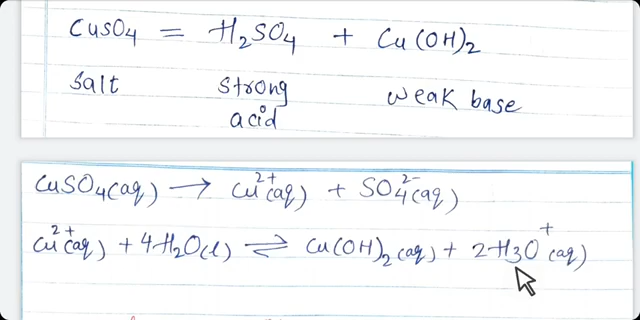 CuSO4 = H2SO4 + Cu(OH)2
Salt Strong acid weak base
CuSO4(aq) → Cu2+(aq) + SO42-(aq)
Cu2+(aq) + 4H2O(l) ⇌ Cu(OH)2(aq) + 2H3O+(aq)